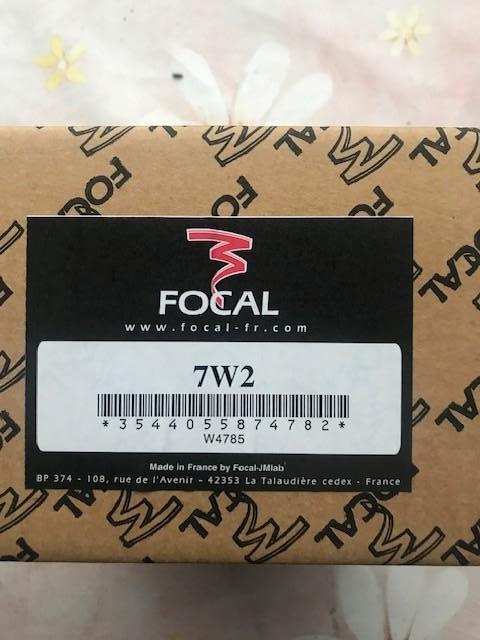 FOCAL
www.focal-fr.com
7W2
*3544055874782*
W4785
Made in France by Focal-JMlab
BP 374 - 108, rue de l'Avenir - 42353 La Talaudière cedex - France